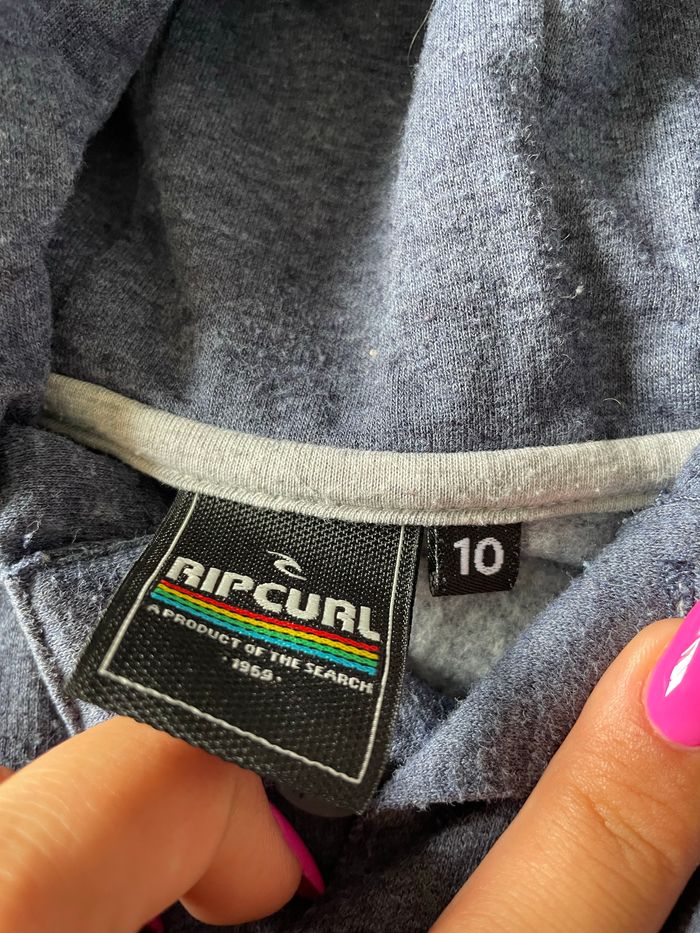 RIPCURL
A PRODUCT OF THE SEARCH
·1969·
10